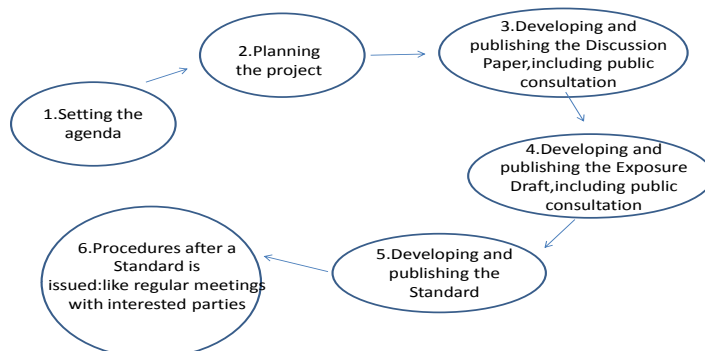 1.Setting the
agenda
2.Planning
the project
3.Developing and
publishing the Discussion
Paper,including public
consultation
4.Developing and
publishing the Exposure
Draft,including public
consultation
5.Developing and
publishing the
Standard
6.Procedures after a
Standard is
issued:like regular meetings
with interested parties